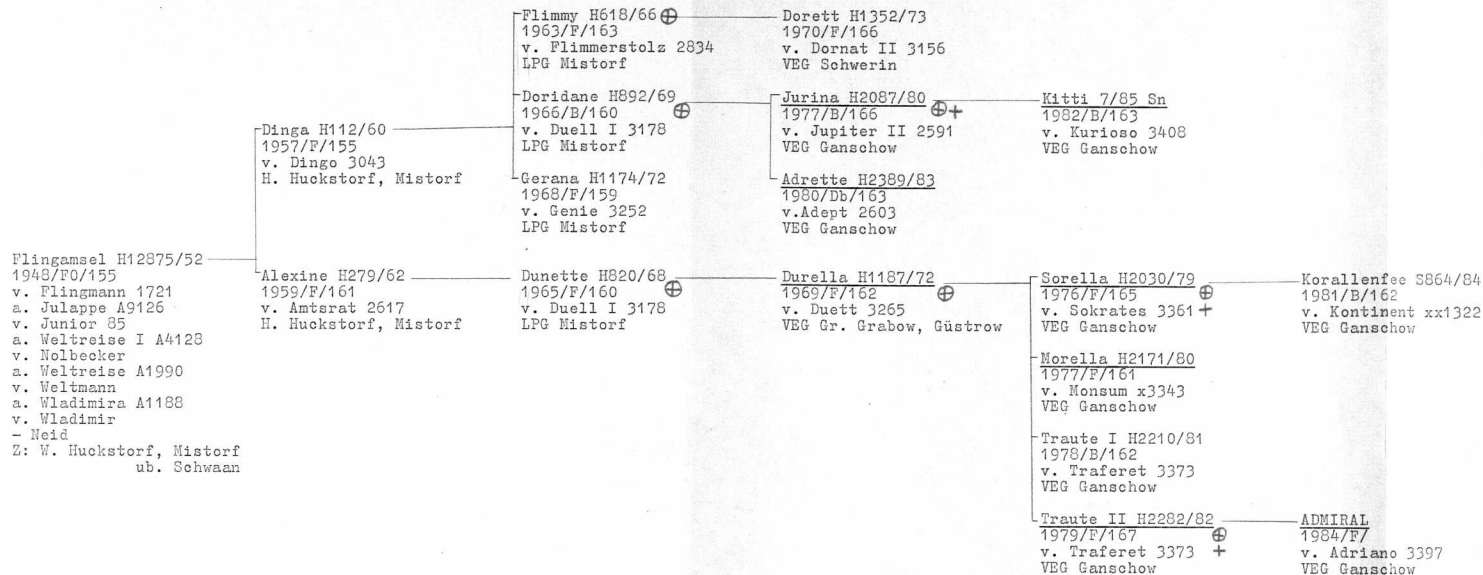 Flimmy H618/66 ⊕
1963/F/163
v. Flimmerstolz 2834
LPG Mistorf
Dorett H1352/73
1970/F/166
v. Dornat II 3156
VEG Schwerin
Doridane H892/69
1966/B/160 ⊕
v. Duell I 3178
LPG Mistorf
Jurina H2087/80
1977/B/166 ⊕+
v. Jupiter II 2591
VEG Ganschow
Kitti 7/85 Sn
1982/B/163
v. Kurioso 3408
VEG Ganschow
Dinga H112/60
1957/F/155
v. Dingo 3043
H. Huckstorf, Mistorf
Gerana H1174/72
1968/F/159
v. Genie 3252
LPG Mistorf
Adrette H2389/83
1980/Db/163
v.Adept 2603
VEG Ganschow
Flingamsel H12875/52
1948/FO/155
v. Flingmann 1721
a. Julappe A9126
v. Junior 85
a. Weltreise I A4128
v. Nolbecker
a. Weltreise A1990
v. Weltmann
a. Wladimira A1188
v. Wladimir
- Neid
Z: W. Huckstorf, Mistorf
ub. Schwaan
Alexine H279/62
1959/F/161
v. Amtsrat 2617
H. Huckstorf, Mistorf
Dunette H820/68
1965/F/160 ⊕
v. Duell I 3178
LPG Mistorf
Durella H1187/72
1969/F/162 ⊕
v. Duett 3265
VEG Gr. Grabow, Güstrow
Sorella H2030/79
1976/F/165 ⊕
v. Sokrates 3361 +
VEG Ganschow
Korallenfee S864/84
1981/B/162
v. Kontinent xx1322
VEG Ganschow
Morella H2171/80
1977/F/161
v. Monsum x3343
VEG Ganschow
Traute I H2210/81
1978/B/162
v. Traferet 3373
VEG Ganschow
Traute II H2282/82
1979/F/167 ⊕
v. Traferet 3373 +
VEG Ganschow
ADMIRAL
1984/F/
v. Adriano 3397
VEG Ganschow